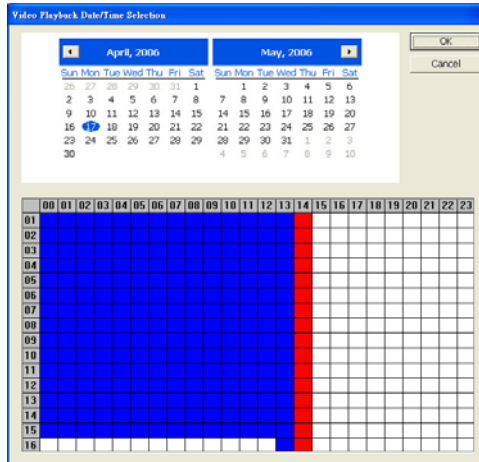 Video Playback Date/Time Selection
OK
Cancel
April, 2006
Sun Mon Tue Wed Thu Fri Sat
26 27 28 29 30 31 1
2 3 4 5 6 7 8
9 10 11 12 13 14 15
16 17 18 19 20 21 22
23 24 25 26 27 28 29
30
May, 2006
Sun Mon Tue Wed Thu Fri Sat
1 2 3 4 5 6
7 8 9 10 11 12 13
14 15 16 17 18 19 20
21 22 23 24 25 26 27
28 29 30 31 1 2 3
4 5 6 7 8 9 10
00 01 02 03 04 05 06 07 08 09 10 11 12 13 14 15 16 17 18 19 20 21 22 23
01
02
03
04
05
06
07
08
09
10
11
12
13
14
15
16